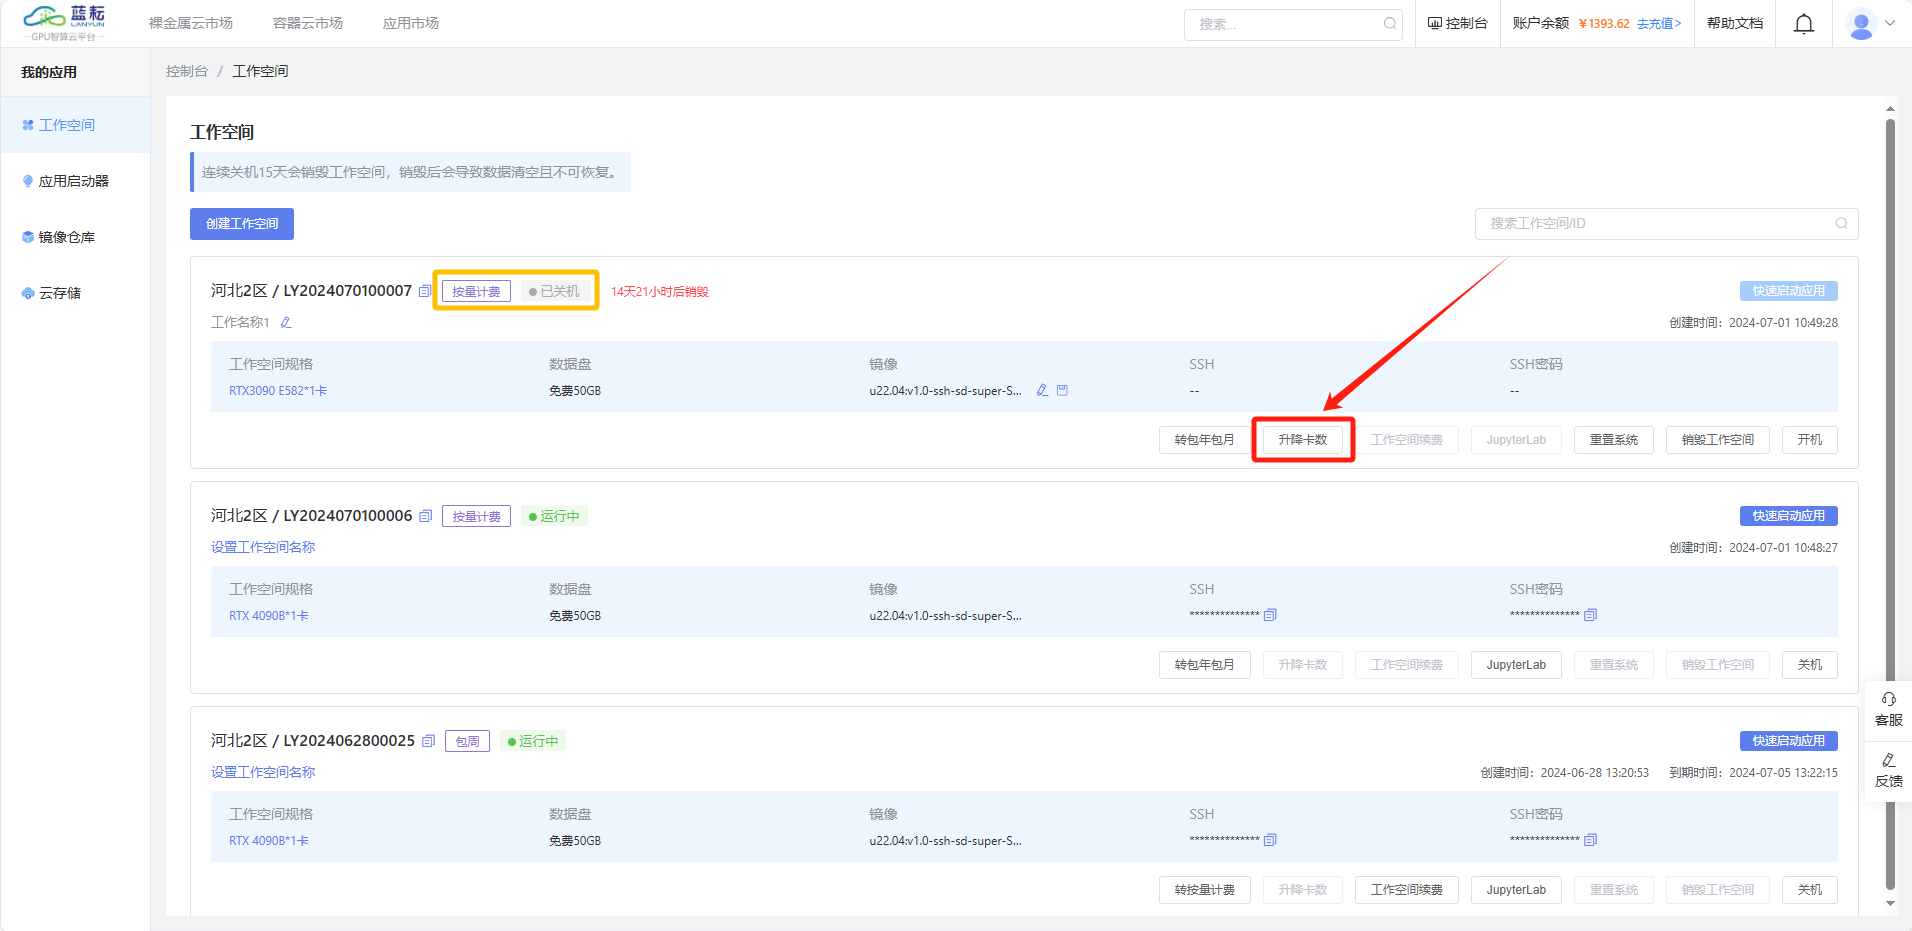 蓝耘
LANYUN
GPU智算云平台
裸金属云市场 容器云市场 应用市场 搜索... 控制台 账户余额 ¥1393.62 去充值> 帮助文档
我的应用
工作空间
应用启动器
镜像仓库
云存储
控制台 / 工作空间
工作空间
连续关机15天会销毁工作空间，销毁后会导致数据清空且不可恢复。
创建工作空间 搜索工作空间/ID
河北2区 / LY2024070100007 按量计费 已关机 14天21小时后销毁 快速启动应用
工作名称1 创建时间：2024-07-01 10:49:28
工作空间规格 数据盘 镜像 SSH SSH密码
RTX3090 E582*1卡 免费50GB u22.04:v1.0-ssh-sd-super-S... -- --
转包年包月 升降卡数 工作空间续费 JupyterLab 重置系统 销毁工作空间 开机
河北2区 / LY2024070100006 按量计费 运行中 快速启动应用
设置工作空间名称 创建时间：2024-07-01 10:48:27
工作空间规格 数据盘 镜像 SSH SSH密码
RTX 4090B*1卡 免费50GB u22.04:v1.0-ssh-sd-super-S... ************** **************
转包年包月 升降卡数 工作空间续费 JupyterLab 重置系统 销毁工作空间 关机
河北2区 / LY2024062800025 包周 运行中 快速启动应用
设置工作空间名称 创建时间：2024-06-28 13:20:53 到期时间：2024-07-05 13:22:15
工作空间规格 数据盘 镜像 SSH SSH密码
RTX 4090B*1卡 免费50GB u22.04:v1.0-ssh-sd-super-S... ************** **************
转按量计费 升降卡数 工作空间续费 JupyterLab 重置系统 销毁工作空间 关机
客服
反馈